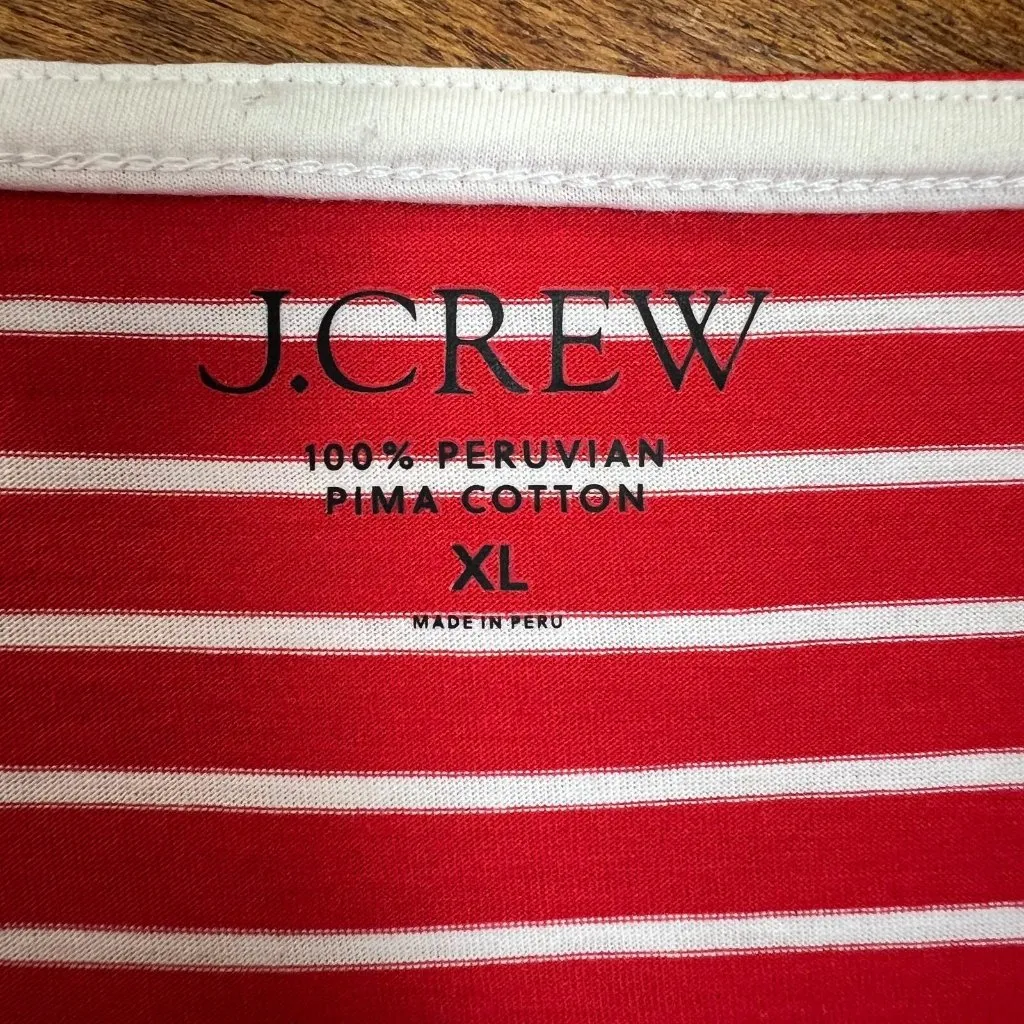 J.CREW
100% PERUVIAN
PIMA COTTON
XL
MADE IN PERU